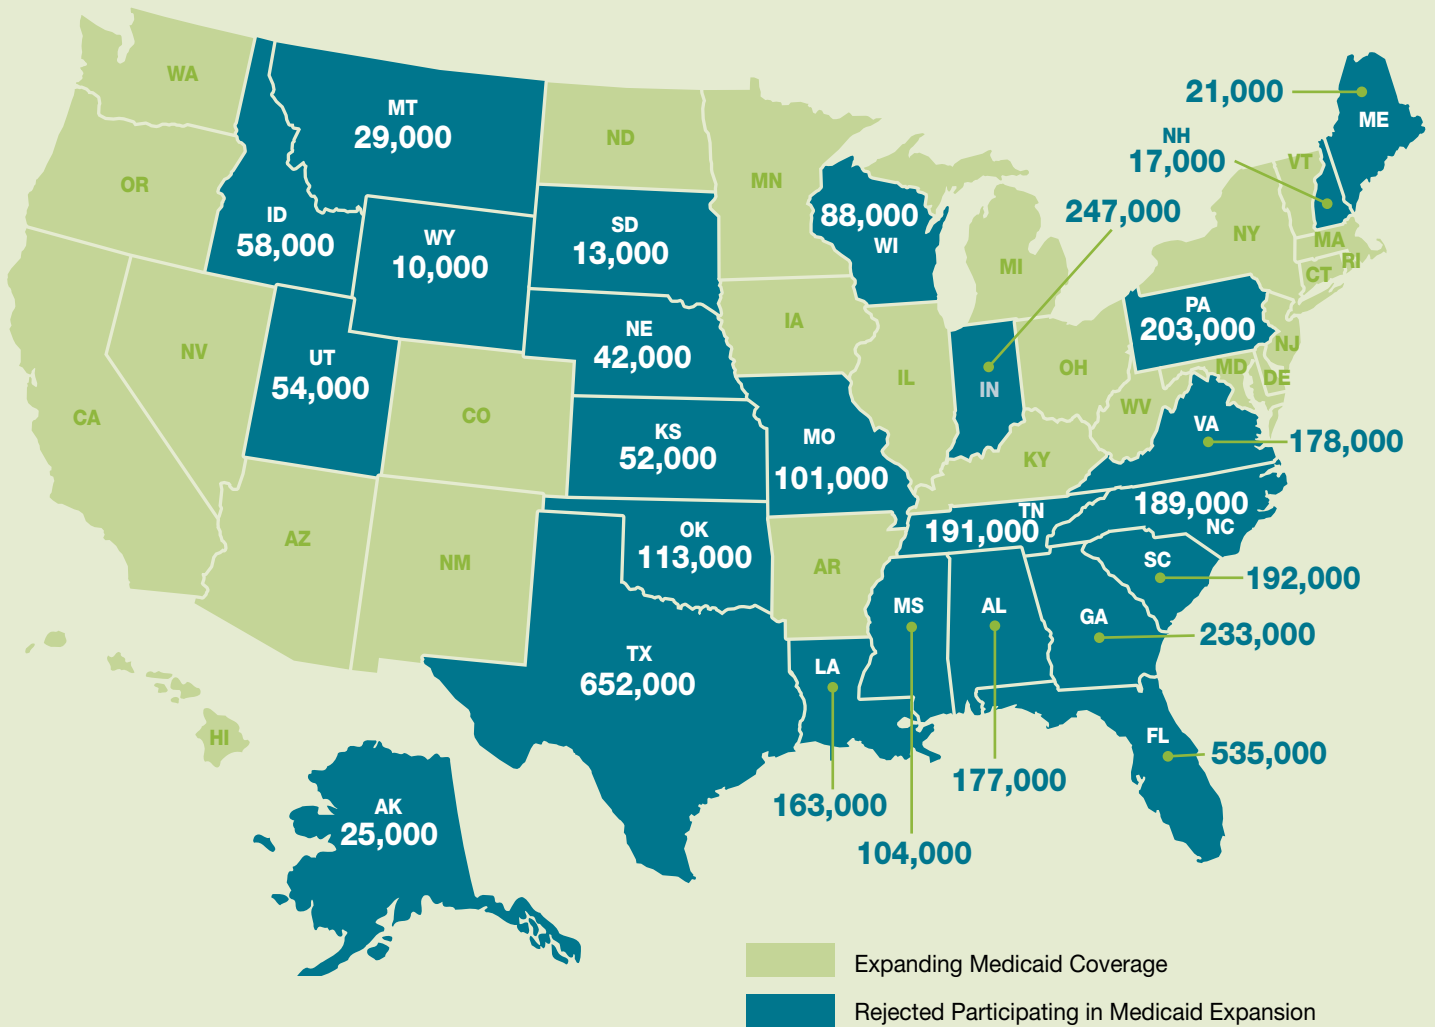 WA
MT
29,000
ND
MN
OR
ID
58,000
WY
10,000
SD
13,000
88,000
WI
MI
21,000
ME
NH
17,000
VT
247,000
NY
MA
RI
CT
NV
UT
54,000
NE
42,000
IA
IL
IN
OH
PA
203,000
NJ
MD
DE
WV
CA
CO
KS
52,000
MO
101,000
KY
VA
178,000
AZ
NM
OK
113,000
AR
TN
191,000
189,000
NC
SC
192,000
MS
AL
GA
233,000
TX
652,000
LA
FL
535,000
163,000
177,000
104,000
HI
AK
25,000
Expanding Medicaid Coverage
Rejected Participating in Medicaid Expansion